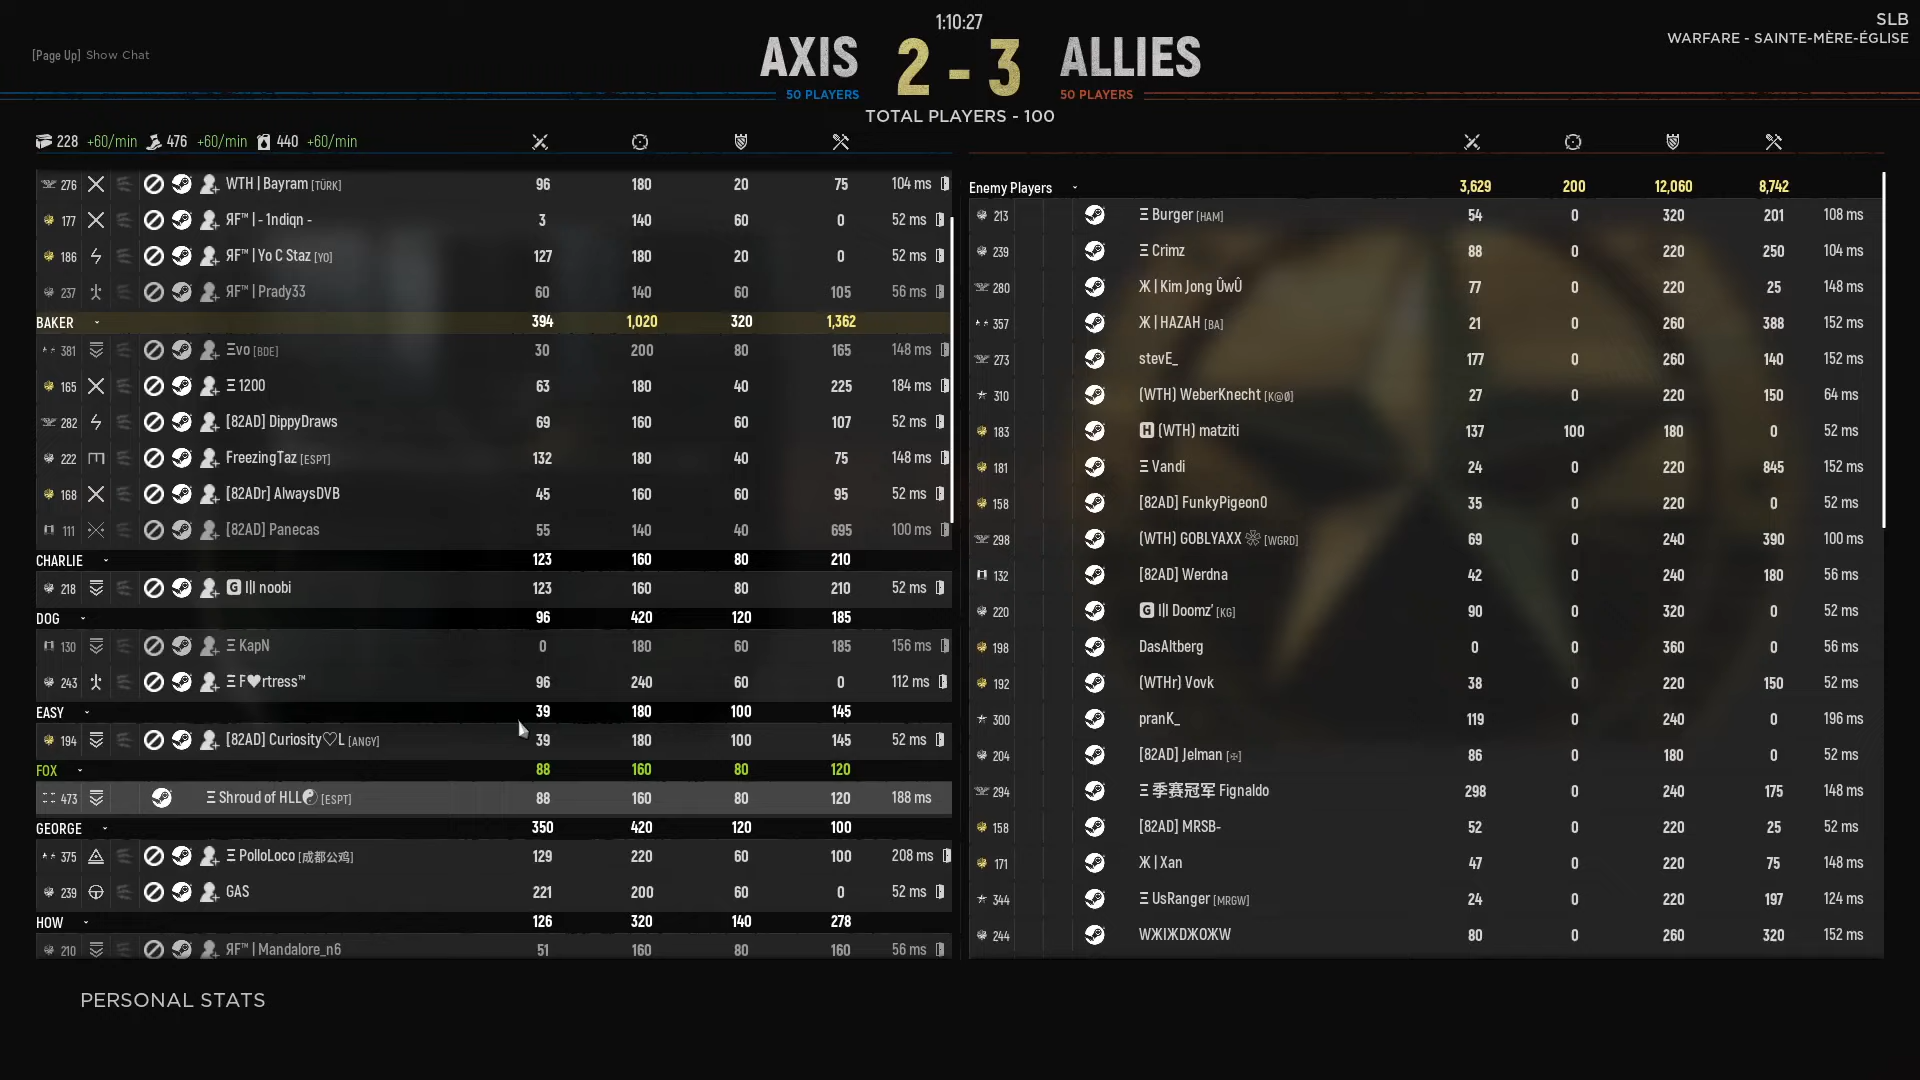 1:10:27
SLB
WARFARE - SAINTE-MÈRE-ÉGLISE
[Page Up] Show Chat
AXIS 2 - 3 ALLIES
50 PLAYERS 50 PLAYERS
TOTAL PLAYERS - 100
228 +60/min 476 +60/min 440 +60/min
276 WTH | Bayram [TÜRK] 96 180 20 75 104 ms
177 ЯF™ | - 1ndiqn - 3 140 60 0 52 ms
186 ЯF™ | Yo C Staz [YO] 127 180 20 0 52 ms
237 ЯF™ | Prady33 60 140 60 105 56 ms
BAKER 394 1,020 320 1,362
381 Ξvo [BDE] 30 200 80 165 148 ms
165 Ξ 1200 63 180 40 225 184 ms
282 [82AD] DippyDraws 69 160 60 107 52 ms
222 FreezingTaz [ESPT] 132 180 40 75 148 ms
168 [82ADr] AlwaysDVB 45 160 60 95 52 ms
111 [82AD] Panecas 55 140 40 695 100 ms
CHARLIE 123 160 80 210
218 G I|I noobi 123 160 80 210 52 ms
DOG 96 420 120 185
130 Ξ KapN 0 180 60 185 156 ms
243 Ξ F♥rtress™ 96 240 60 0 112 ms
EASY 39 180 100 145
194 [82AD] Curiosity♡L [ANGY] 39 180 100 145 52 ms
FOX 88 160 80 120
473 Ξ Shroud of HLL☯ [ESPT] 88 160 80 120 188 ms
GEORGE 350 420 120 100
375 Ξ PolloLoco [成都公鸡] 129 220 60 100 208 ms
239 GAS 221 200 60 0 52 ms
HOW 126 320 140 278
210 ЯF™ | Mandalore_n6 51 160 80 160 56 ms
Enemy Players 3,629 200 12,060 8,742
213 Ξ Burger [HAM] 54 0 320 201 108 ms
239 Ξ Crimz 88 0 220 250 104 ms
280 Ж | Kim Jong ÛwÛ 77 0 220 25 148 ms
357 Ж | HAZAH [BA] 21 0 260 388 152 ms
273 stevE_ 177 0 260 140 152 ms
310 (WTH) WeberKnecht [K@Ø] 27 0 220 150 64 ms
183 H (WTH) matziti 137 100 180 0 52 ms
181 Ξ Vandi 24 0 220 845 152 ms
158 [82AD] FunkyPigeon0 35 0 220 0 52 ms
298 (WTH) GOBLYAXX [WGRD] 69 0 240 390 100 ms
132 [82AD] Werdna 42 0 240 180 56 ms
220 G I|I Doomz' [KG] 90 0 320 0 52 ms
198 DasAltberg 0 0 360 0 56 ms
192 (WTHr) Vovk 38 0 220 150 52 ms
300 pranK_ 119 0 240 0 196 ms
204 [82AD] Jelman 86 0 180 0 52 ms
294 Ξ 季赛冠军 Fignaldo 298 0 240 175 148 ms
158 [82AD] MRSB- 52 0 220 25 52 ms
171 Ж | Xan 47 0 220 75 148 ms
344 Ξ UsRanger [MRGW] 24 0 220 197 124 ms
244 WЖIЖDЖOЖW 80 0 260 320 152 ms
PERSONAL STATS